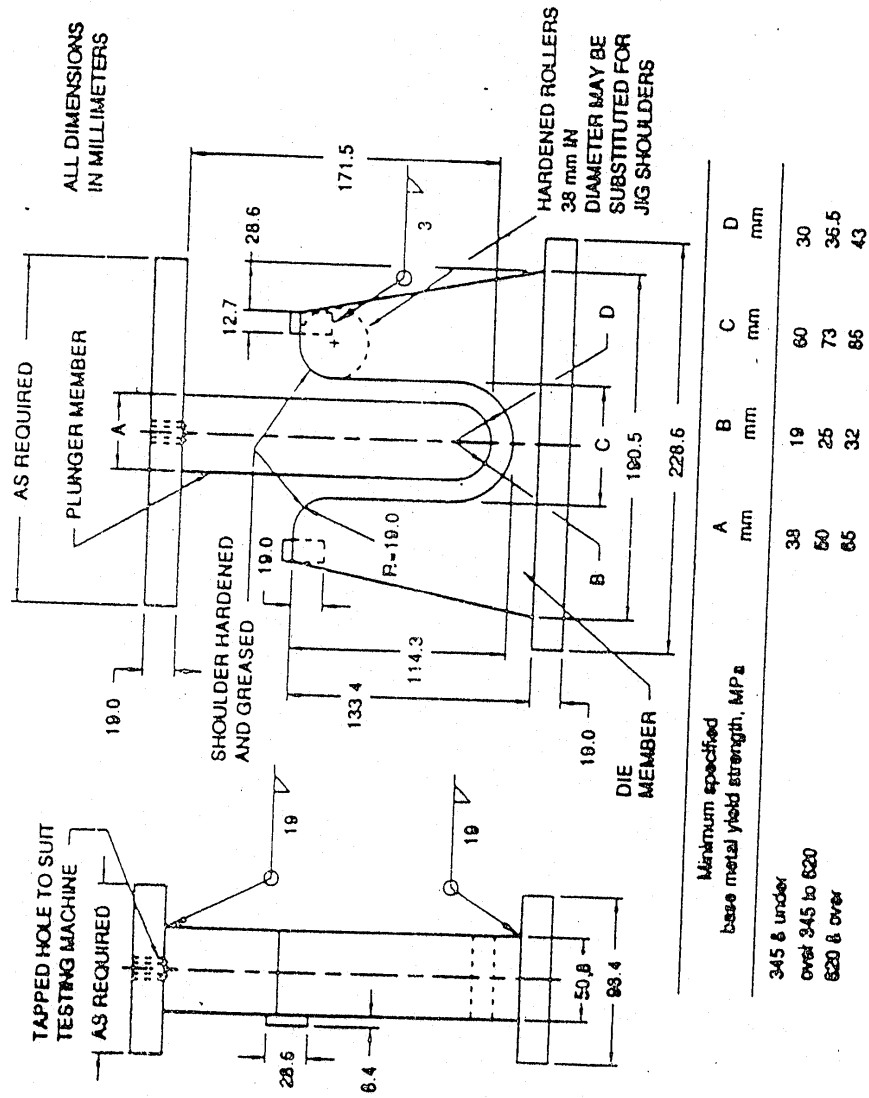 ALL DIMENSIONS
IN MILLIMETERS
AS REQUIRED
PLUNGER MEMBER
A
19.0
28.6
12.7
171.5
3
HARDENED ROLLERS
38 mm IN
DIAMETER MAY BE
SUBSTITUTED FOR
JIG SHOULDERS
SHOULDER HARDENED
AND GREASED
19.0
R=19.0
114.3
133.4
19.0
B
C
D
190.5
228.6
DIE
MEMBER
TAPPED HOLE TO SUIT
TESTING MACHINE
AS REQUIRED
19
19
28.6
6.4
50.8
98.4
Minimum specified
base metal yield strength, MPa
A
mm
B
mm
C
mm
D
mm
345 & under 38 19 60 30
over 345 to 620 50 25 73 36.5
620 & over 65 32 86 43